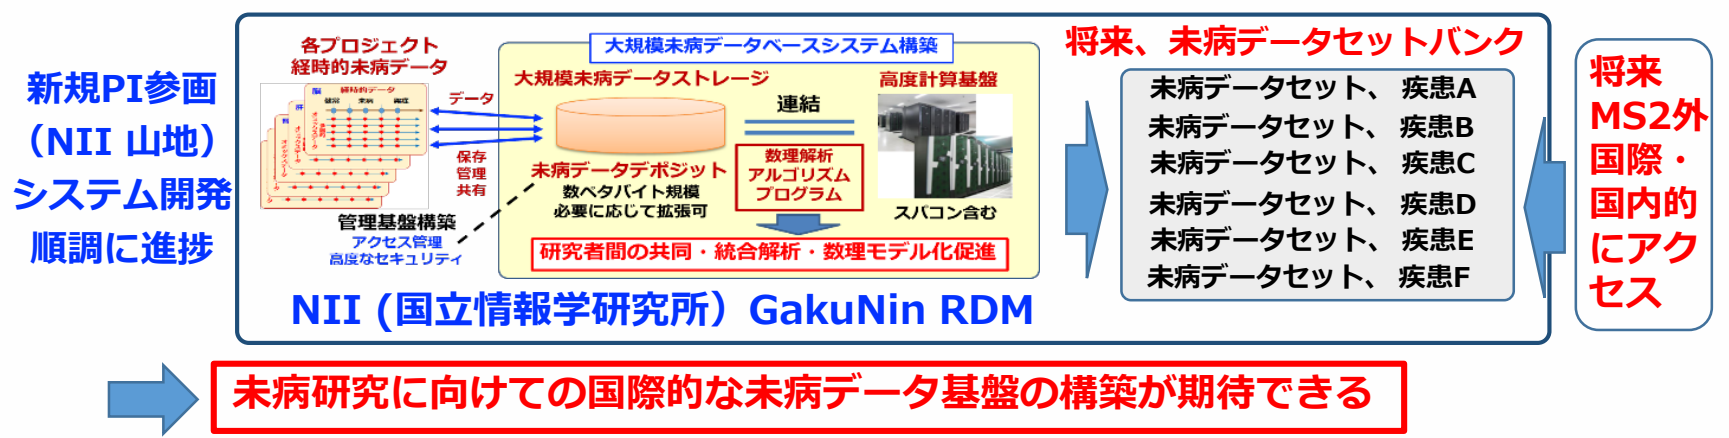 新規PI参画
（NII 山地）
システム開発
順調に進捗
各プロジェクト
経時的未病データ
脳
経時的データ
健常
未病
データ
保存
管理
共有
管理基盤構築
アクセス管理
高度なセキュリティ
大規模未病データベースシステム構築
大規模未病データストレージ
未病データデポジット
数ペタバイト規模
必要に応じて拡張可
連結
数理解析
アルゴリズム
プログラム
高度計算基盤
スパコン含む
研究者間の共同・統合解析・数理モデル化促進
NII (国立情報学研究所）GakuNin RDM
将来、未病データセットバンク
未病データセット、 疾患A
未病データセット、 疾患B
未病データセット、 疾患C
未病データセット、 疾患D
未病データセット、 疾患E
未病データセット、 疾患F
将来
MS2外
国際・
国内的
にアク
セス
未病研究に向けての国際的な未病データ基盤の構築が期待できる